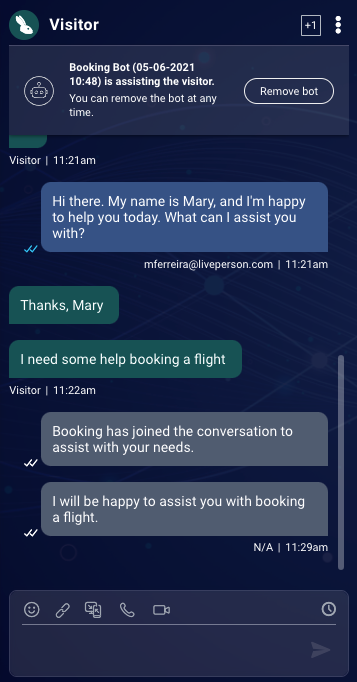 Visitor
+1
Booking Bot (05-06-2021
10:48) is assisting the visitor.
You can remove the bot at any
time.
Remove bot
Visitor | 11:21am
Hi there. My name is Mary, and I'm happy
to help you today. What can I assist you
with?
mferreira@liveperson.com | 11:21am
Thanks, Mary
I need some help booking a flight
Visitor | 11:22am
Booking has joined the conversation to
assist with your needs.
I will be happy to assist you with booking
a flight.
N/A | 11:29am